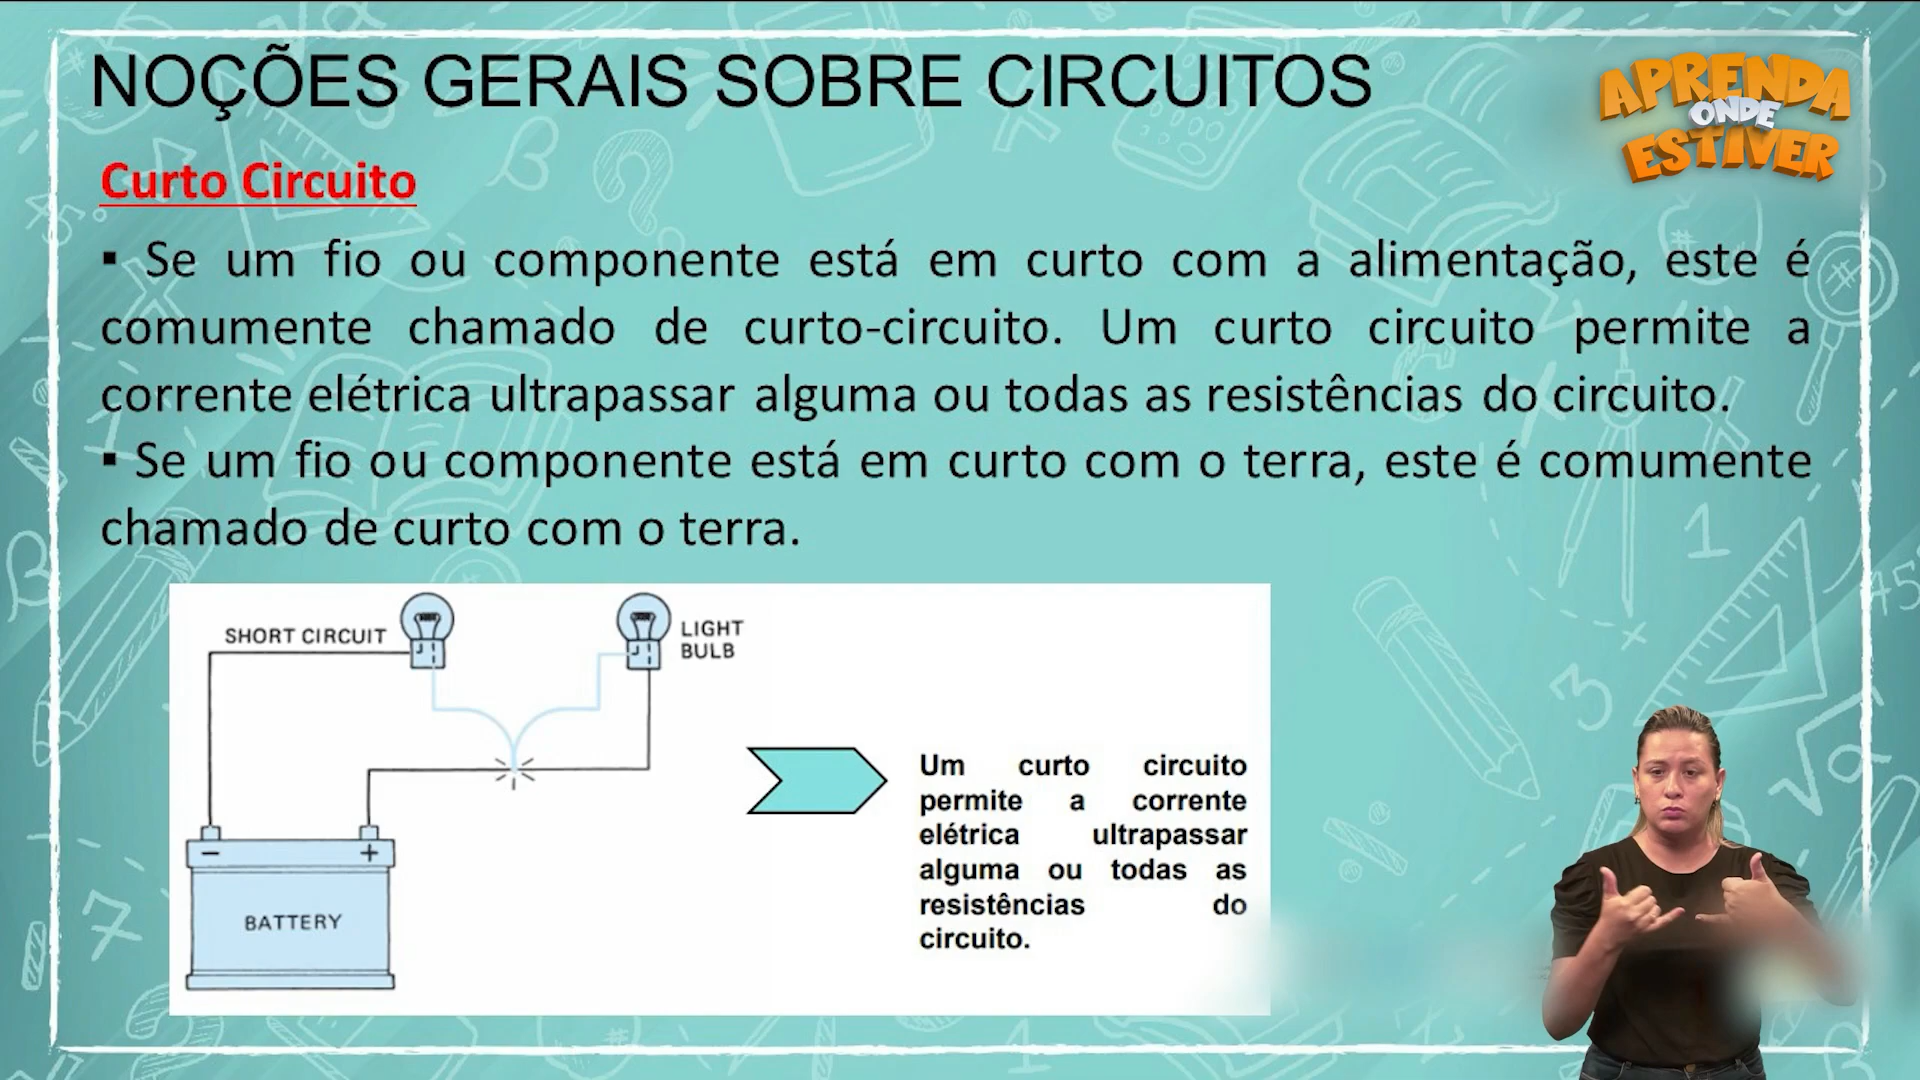 NOÇÕES GERAIS SOBRE CIRCUITOS
APRENDA
ONDE
ESTIVER
Curto Circuito
▪ Se um fio ou componente está em curto com a alimentação, este é
comumente chamado de curto-circuito. Um curto circuito permite a
corrente elétrica ultrapassar alguma ou todas as resistências do circuito.
▪ Se um fio ou componente está em curto com o terra, este é comumente
chamado de curto com o terra.
SHORT CIRCUIT
LIGHT
BULB
Um curto circuito
permite a corrente
elétrica ultrapassar
alguma ou todas as
resistências do
circuito.
− +
BATTERY